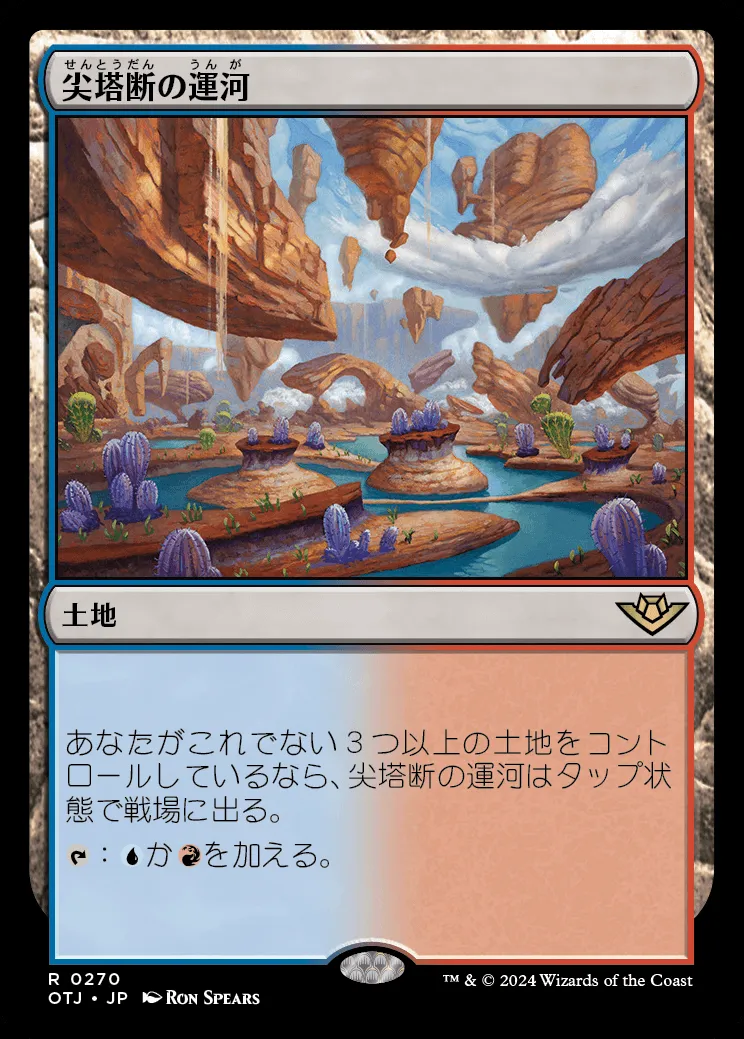 せんとうだん うんが
尖塔断の運河
土地
あなたがこれでない３つ以上の土地をコント
ロールしているなら、尖塔断の運河はタップ状
態で戦場に出る。
：か を加える。
R 0270
OTJ • JP Ron Spears
™ & © 2024 Wizards of the Coast